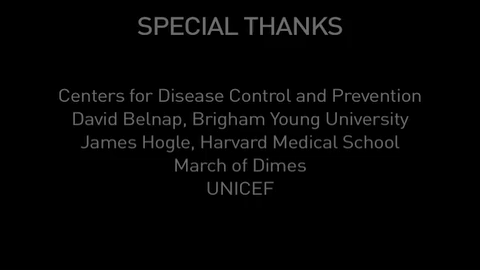 SPECIAL THANKS
Centers for Disease Control and Prevention
David Belnap, Brigham Young University
James Hogle, Harvard Medical School
March of Dimes
UNICEF